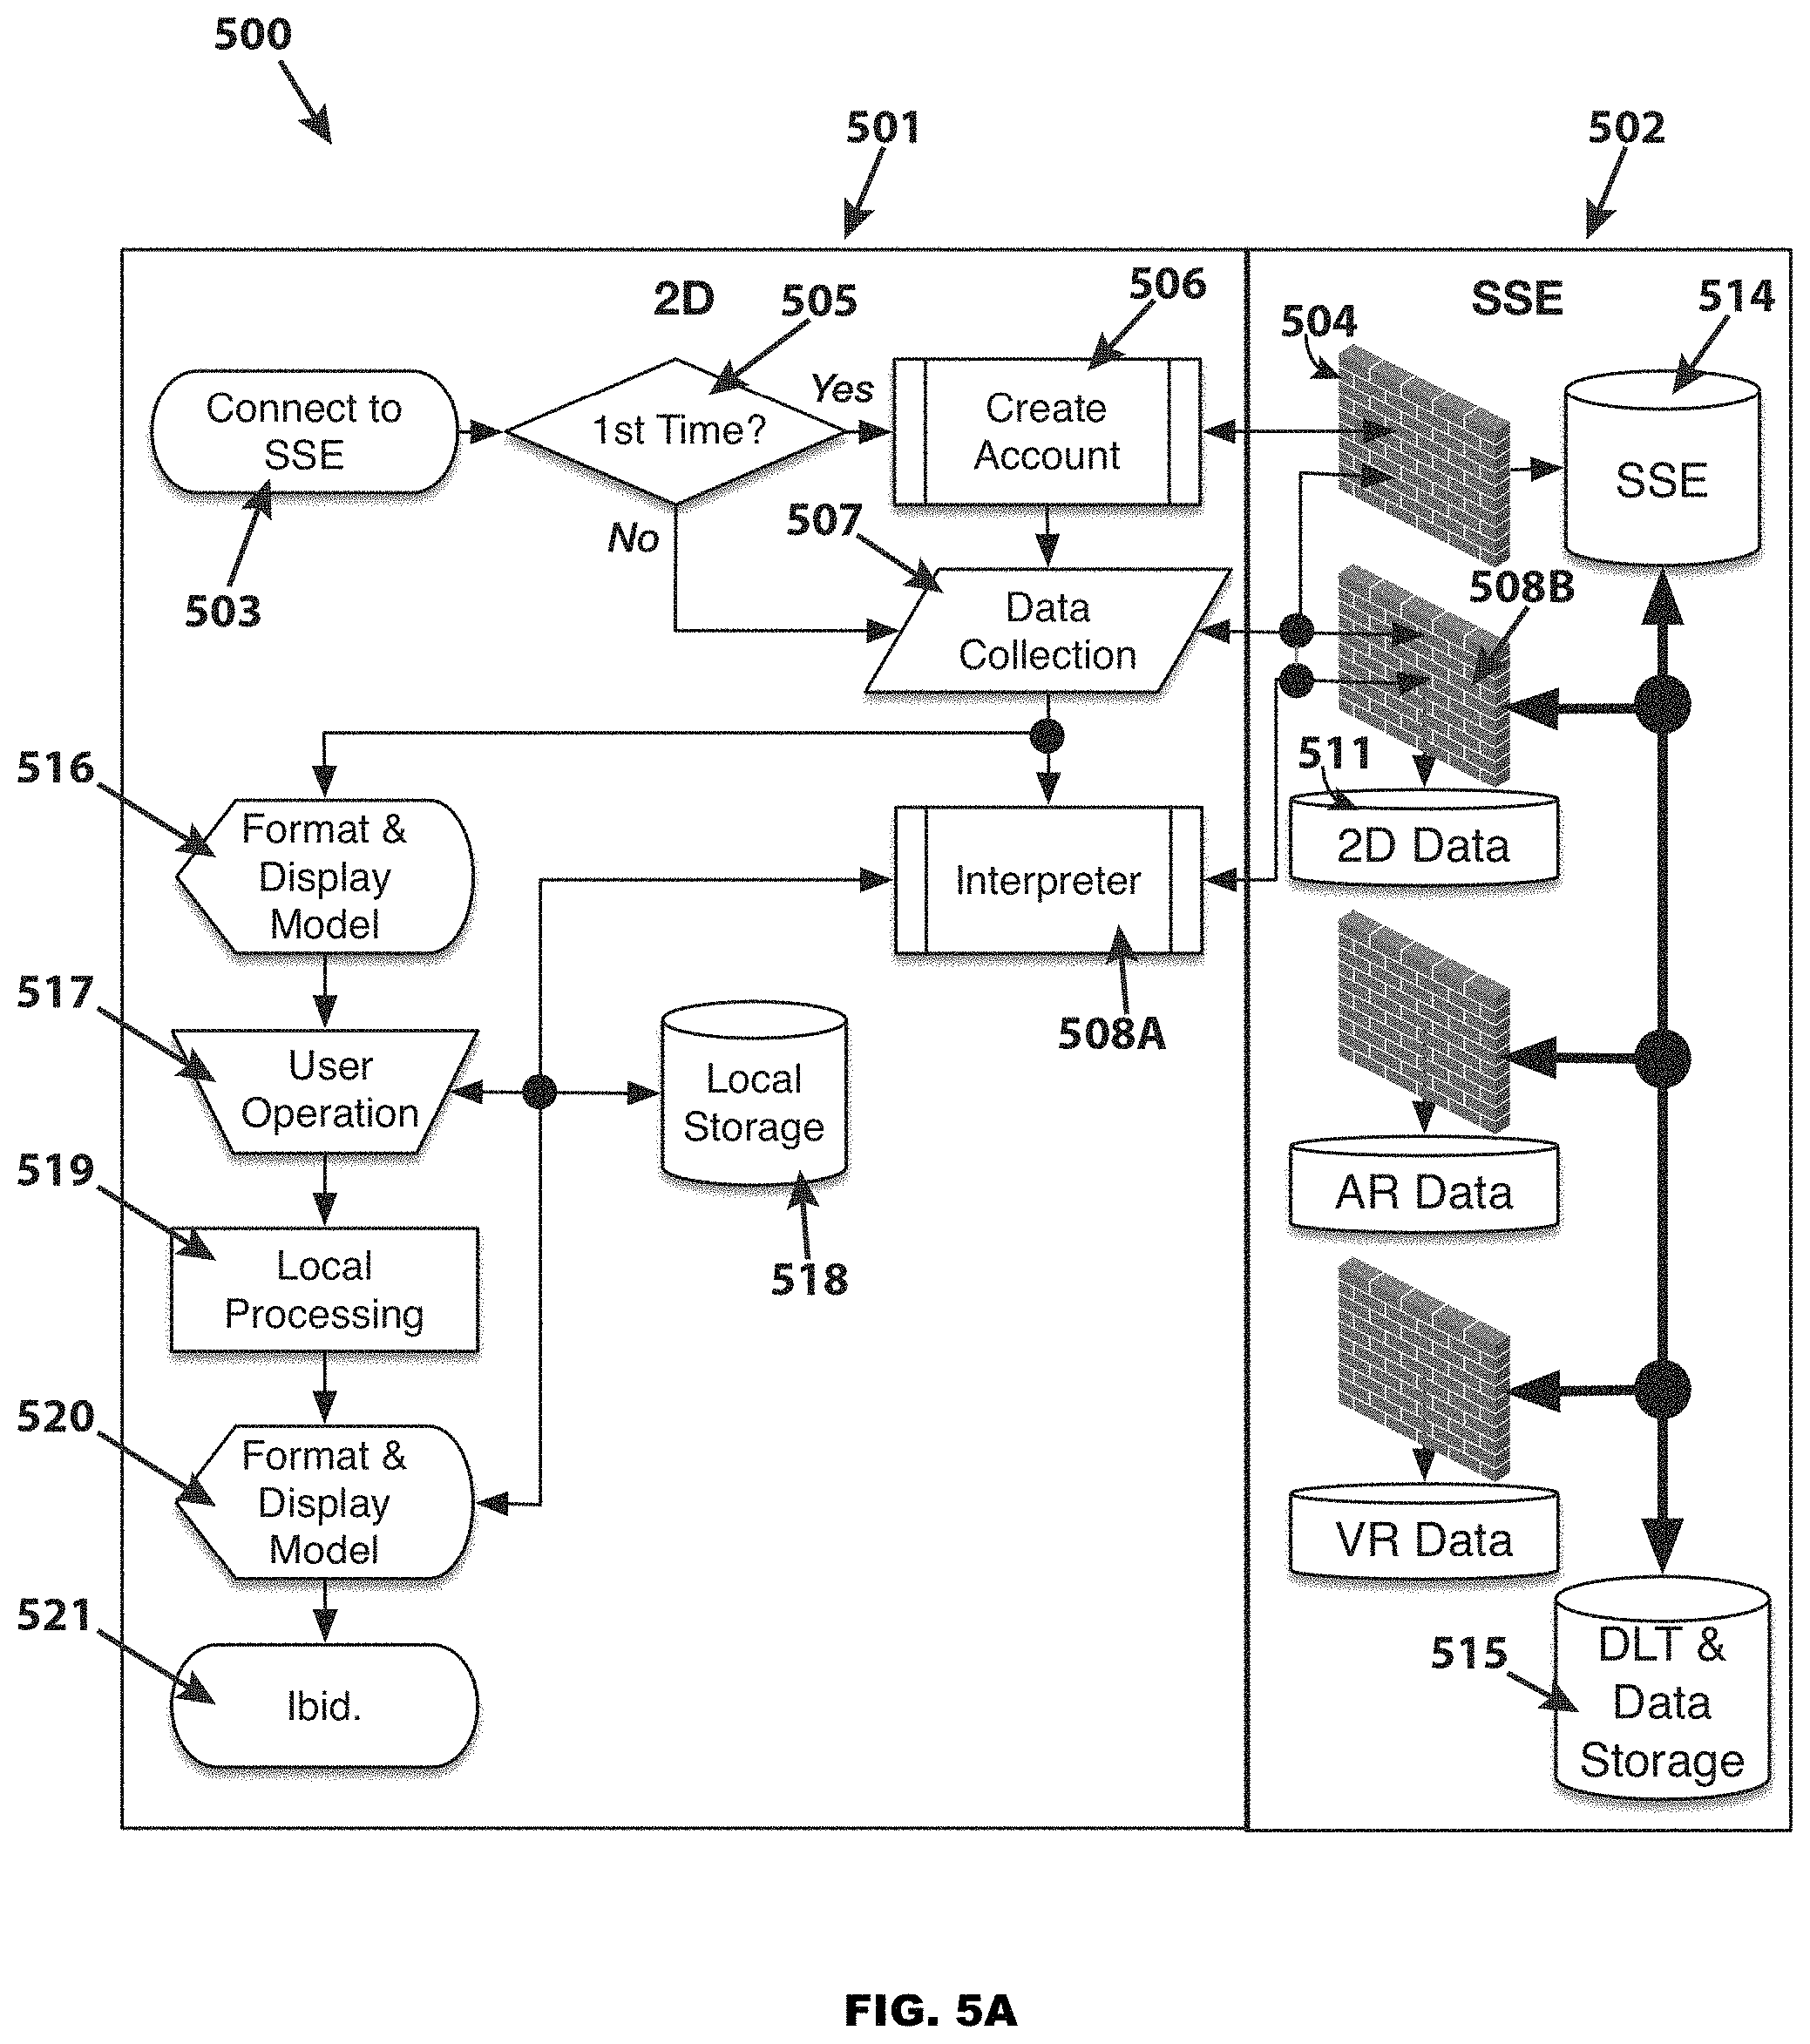 500
501
502
2D
505
506
SSE
504
514
Connect to
SSE
1st Time?
Yes
Create
Account
SSE
503
No
507
Data
Collection
508B
516
Format &
Display
Model
Interpreter
511
2D Data
517
User
Operation
Local
Storage
508A
519
518
AR Data
Local
Processing
520
Format &
Display
Model
VR Data
521
Ibid.
515
DLT &
Data
Storage
FIG. 5A